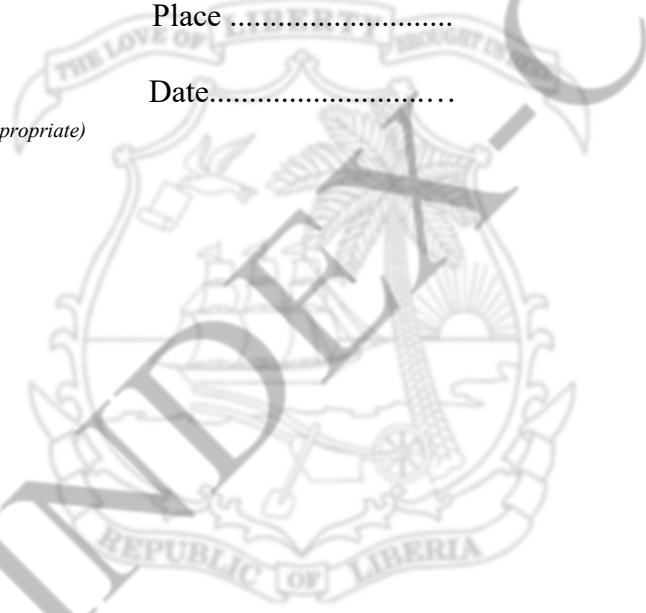 Place ............................
THE LOVE OF LIBERTY BROUGHT US HERE
Date..............................
propriate)
INDEX-C
REPUBLIC OF LIBERIA